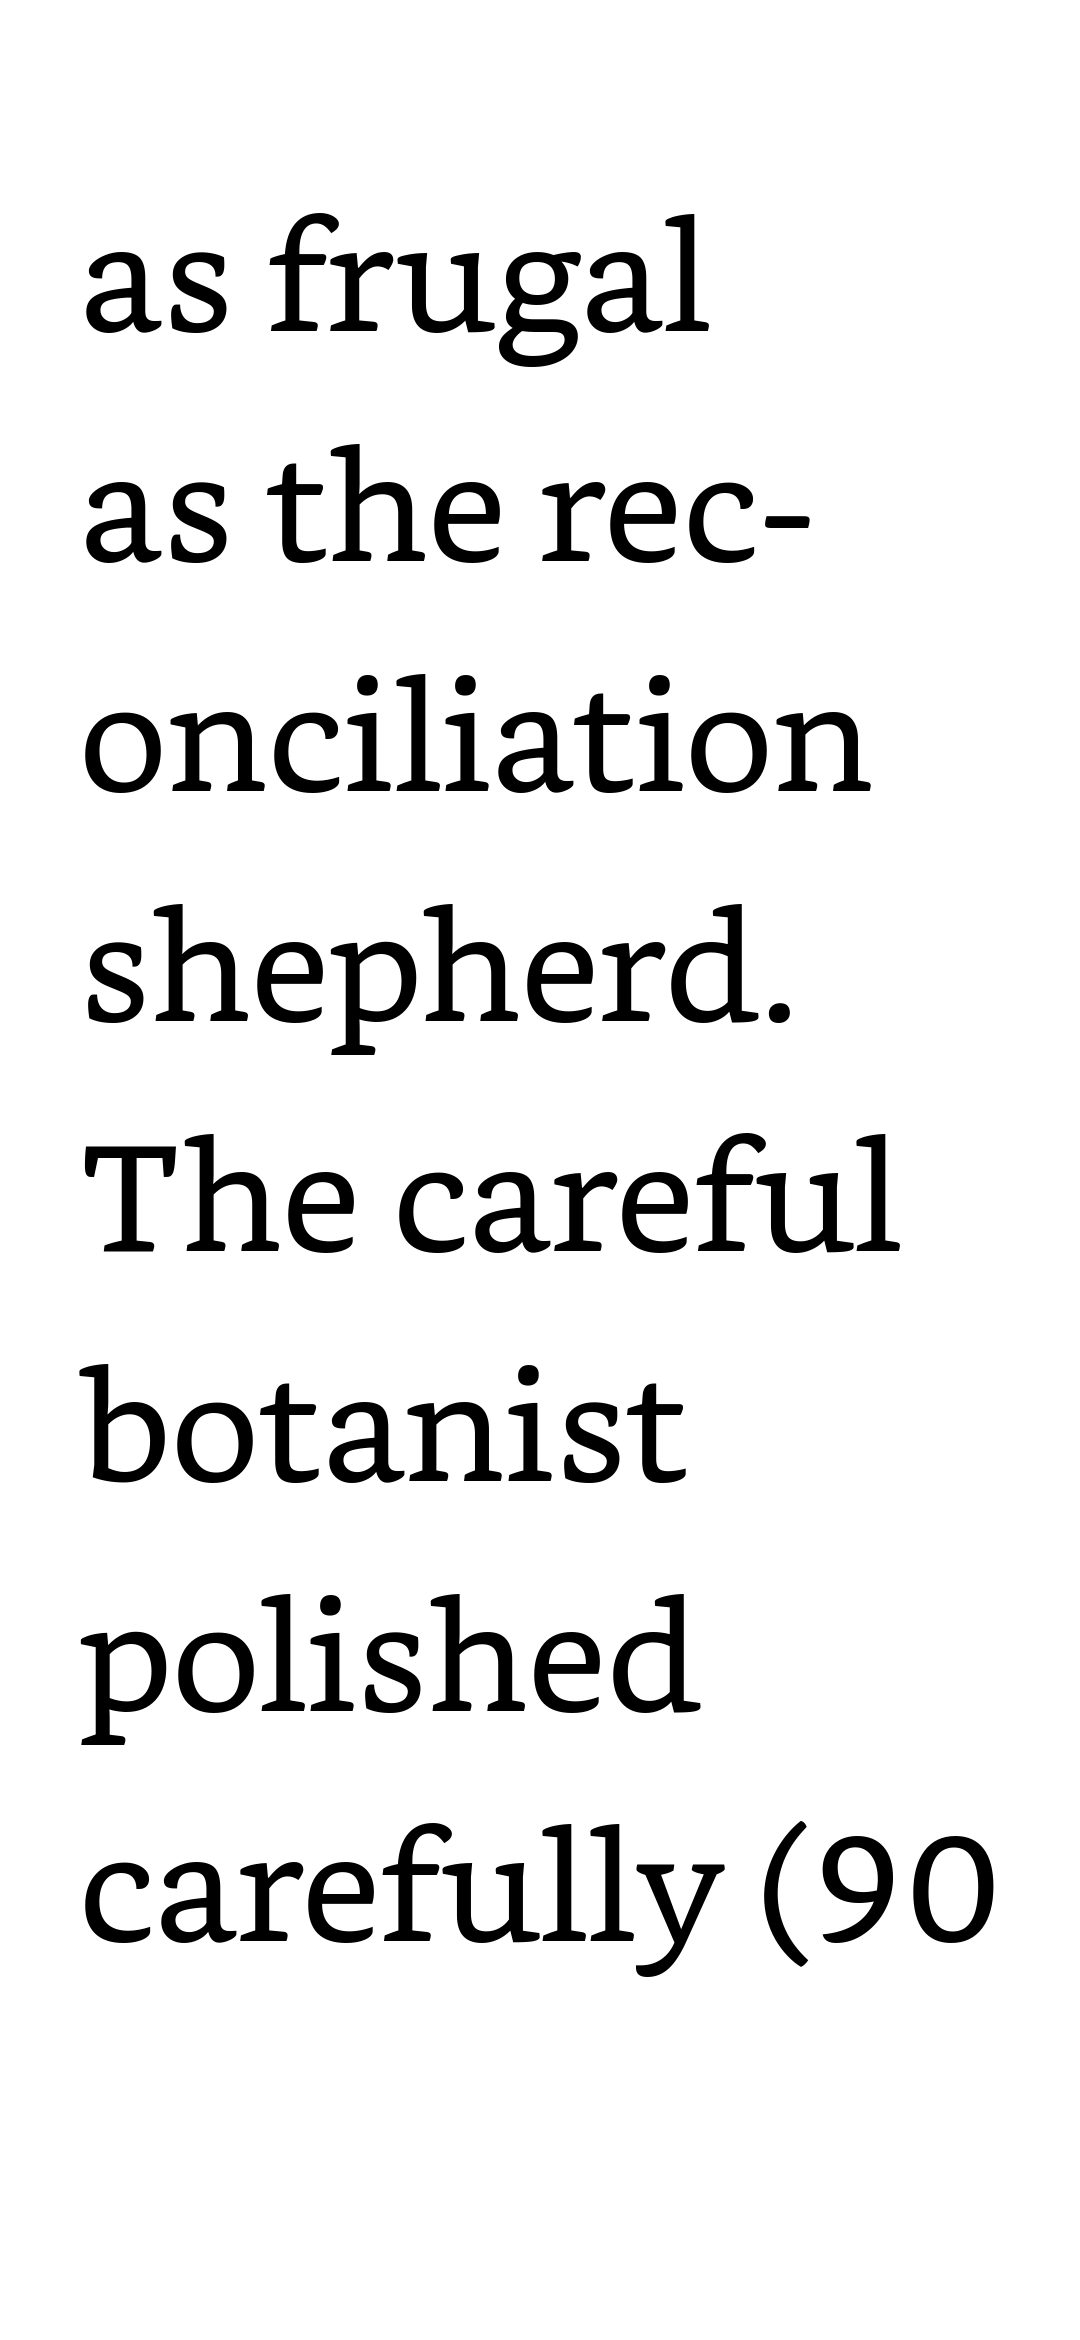 as frugal
as the rec-
onciliation
shepherd.
The careful
botanist
polished
carefully (90